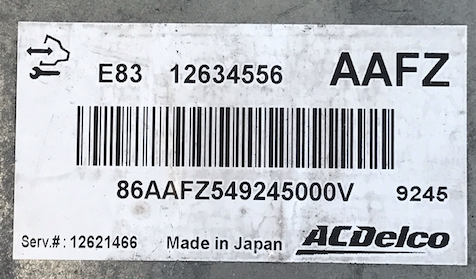 E83 12634556 AAFZ
86AAFZ549245000V 9245
Serv.#: 12621466 Made in Japan ACDelco